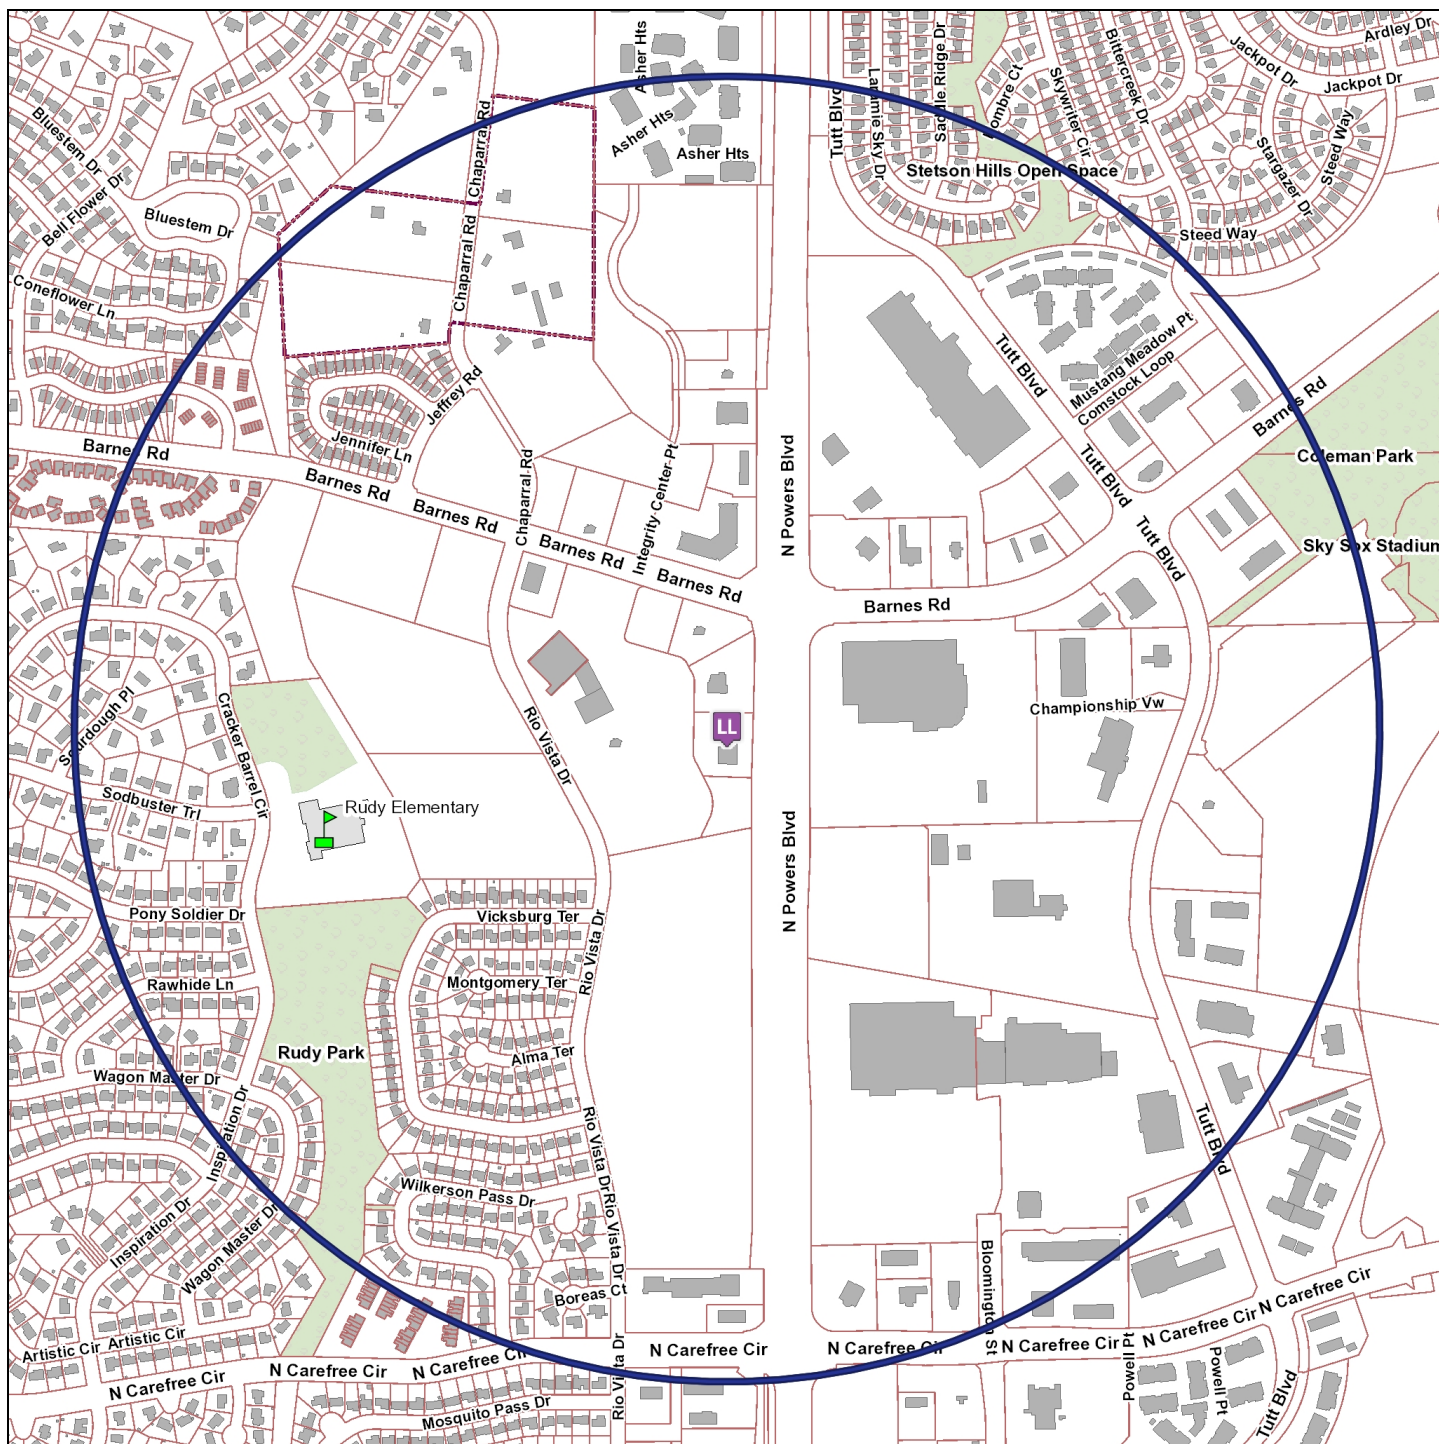 Ardley Dr
Jackpot Dr
Jackpot Dr
Bittercreek Dr
Skywriter Cir
Saddle Ridge Dr
Laramie Sky Dr
Tutt Blvd
Asher Hts
Asher Hts
Asher Hts
Chaparral Rd
Steed Way
Stargazer Dr
Stetson Hills Open Space
Steed Way
Bluestem Dr
Bell Flower Dr
Bluestem Dr
Chaparral Rd
Coneflower Ln
Mustang Meadow Pt
Comstock Loop
Tutt Blvd
Jeffrey Rd
Jennifer Ln
Barnes Rd
Barnes Rd
Coleman Park
Barnes Rd
Chaparral Rd
Integrity Center Pt
N Powers Blvd
Tutt Blvd
Barnes Rd
Barnes Rd
Barnes Rd
Tutt Blvd
Sky Sox Stadium
Barnes Rd
Sourdough Pl
Cracker Barrel Cir
Rio Vista Dr
LL
Championship Vw
Sodbuster Trl
Rudy Elementary
N Powers Blvd
Pony Soldier Dr
Vicksburg Ter
Rio Vista Dr
Rawhide Ln
Montgomery Ter
Rudy Park
Alma Ter
Wagon Master Dr
Inspiration Dr
Rio Vista Dr
Tutt Blvd
Wilkerson Pass Dr
Rio Vista Dr
Inspiration Dr
Wagon Master Dr
Boreas Ct
Bloomington St
Artistic Cir
Artistic Cir
N Carefree Cir
N Carefree Cir
N Carefree Cir
N Carefree Cir
N Carefree Cir
N Carefree Cir
N Carefree Cir
N Carefree Cir
Rio Vista Dr
Powell Pt
Powell Pt
Tutt Blvd
Mosquito Pass Dr